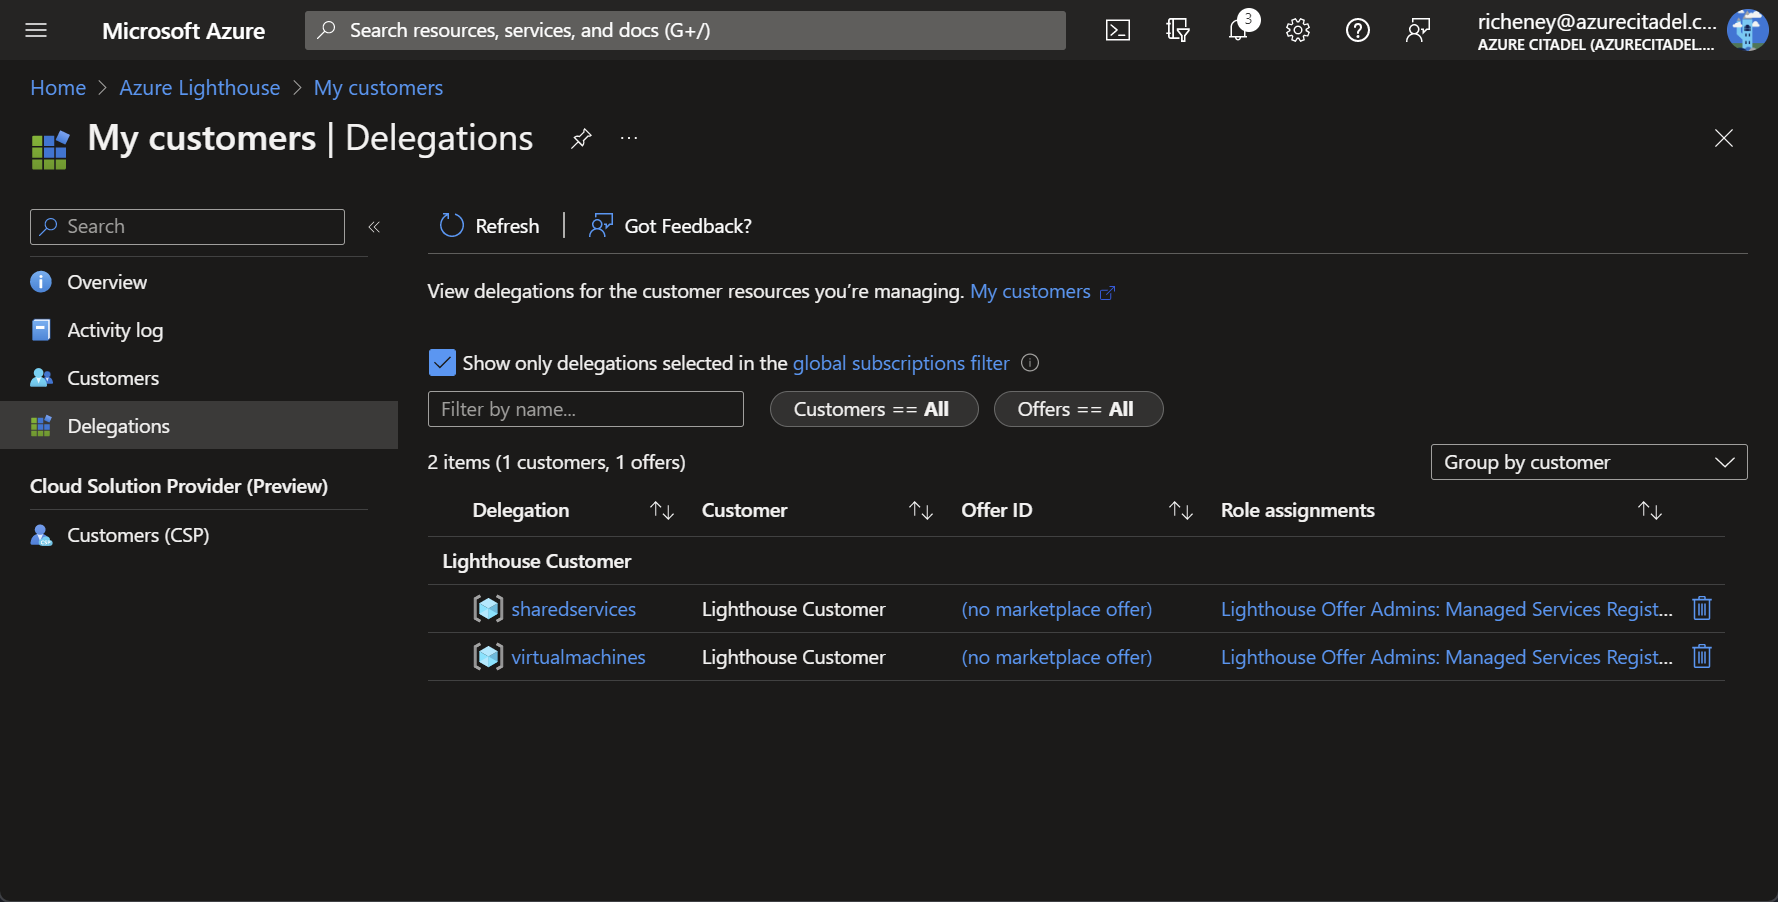 Microsoft Azure
Search resources, services, and docs (G+/)
3
richeney@azurecitadel.c...
AZURE CITADEL (AZURECITADEL....
Home > Azure Lighthouse > My customers
My customers | Delegations
Search
Refresh
Got Feedback?
Overview
Activity log
Customers
Delegations
Cloud Solution Provider (Preview)
Customers (CSP)
View delegations for the customer resources you’re managing. My customers
Show only delegations selected in the global subscriptions filter
Filter by name...
Customers == All
Offers == All
2 items (1 customers, 1 offers)
Group by customer
Delegation Customer Offer ID Role assignments
Lighthouse Customer
sharedservices Lighthouse Customer (no marketplace offer) Lighthouse Offer Admins: Managed Services Regist...
virtualmachines Lighthouse Customer (no marketplace offer) Lighthouse Offer Admins: Managed Services Regist...